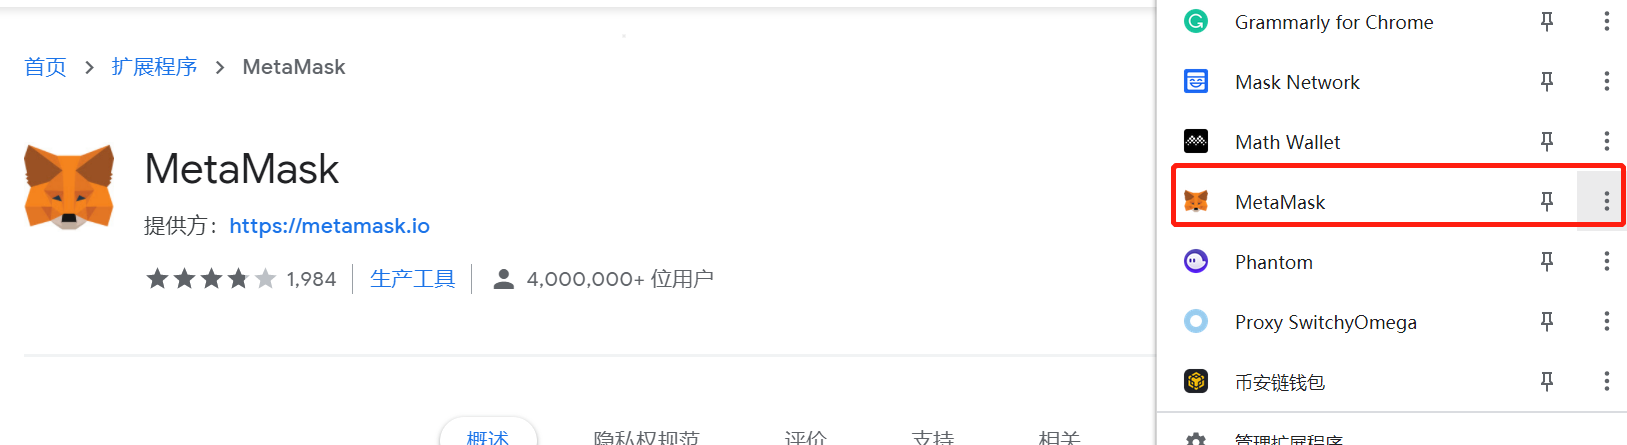 首页 > 扩展程序 > MetaMask
MetaMask
提供方：https://metamask.io
1,984 生产工具 4,000,000+ 位用户
概述 隐私权规范 评价 支持 相关
Grammarly for Chrome
Mask Network
Math Wallet
MetaMask
Phantom
Proxy SwitchyOmega
币安链钱包
管理扩展程序